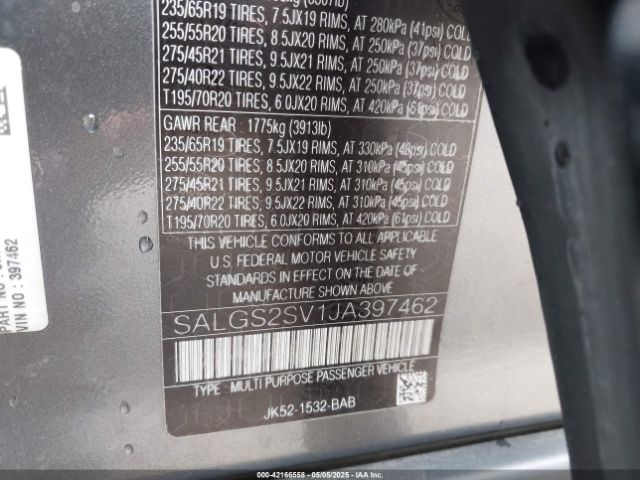 235/65R19 TIRES, 7.5JX19 RIMS, AT 280kPa (41psi) COLD
255/55R20 TIRES, 8.5JX20 RIMS, AT 250kPa (37psi) COLD
275/45R21 TIRES, 9.5JX21 RIMS, AT 250kPa (37psi) COLD
275/40R22 TIRES, 9.5JX22 RIMS, AT 250kPa (37psi) COLD
T195/70R20 TIRES, 6.0JX20 RIMS, AT 420kPa (61psi) COLD
GAWR REAR : 1775kg (3913lb)
235/65R19 TIRES, 7.5JX19 RIMS, AT 330kPa (48psi) COLD
255/55R20 TIRES, 8.5JX20 RIMS, AT 310kPa (45psi) COLD
275/45R21 TIRES, 9.5JX21 RIMS, AT 310kPa (45psi) COLD
275/40R22 TIRES, 9.5JX22 RIMS, AT 310kPa (45psi) COLD
T195/70R20 TIRES, 6.0JX20 RIMS, AT 420kPa (61psi) COLD
THIS VEHICLE CONFORMS TO ALL APPLICABLE
U.S. FEDERAL MOTOR VEHICLE SAFETY
STANDARDS IN EFFECT ON THE DATE OF
MANUFACTURE SHOWN ABOVE
SALGS2SV1JA397462
TYPE : MULTI PURPOSE PASSENGER VEHICLE
JK52-1532-BAB
PART NO :
VIN NO : 397462
IAA
STOCK #: 42166558 | 05/05/2025 | IAA Inc.